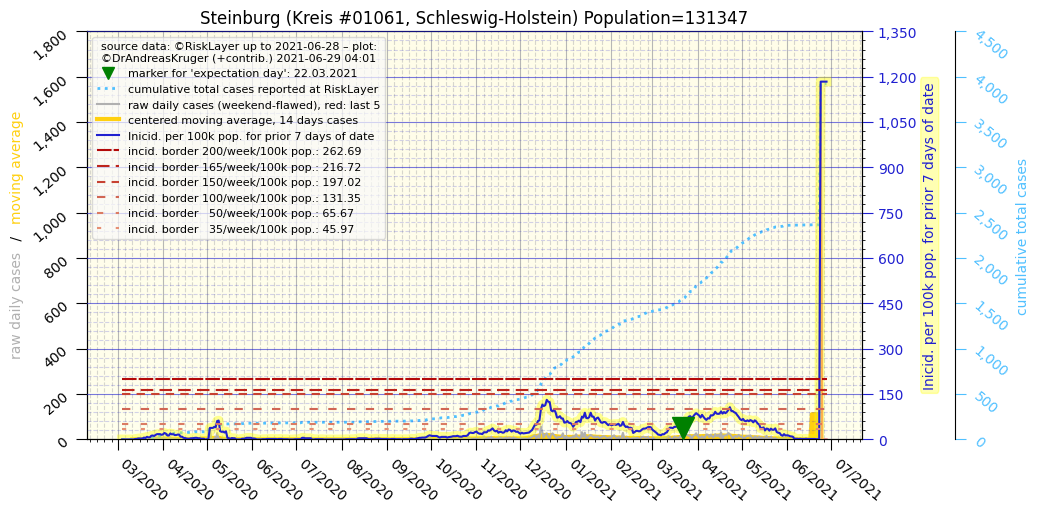 Steinburg (Kreis #01061, Schleswig-Holstein) Population=131347
source data: ©RiskLayer up to 2021-06-28 – plot:
©DrAndreasKruger (+contrib.) 2021-06-29 04:01
marker for 'expectation day': 22.03.2021
cumulative total cases reported at RiskLayer
raw daily cases (weekend-flawed), red: last 5
centered moving average, 14 days cases
Inicid. per 100k pop. for prior 7 days of date
incid. border 200/week/100k pop.: 262.69
incid. border 165/week/100k pop.: 216.72
incid. border 150/week/100k pop.: 197.02
incid. border 100/week/100k pop.: 131.35
incid. border   50/week/100k pop.: 65.67
incid. border   35/week/100k pop.: 45.97
raw daily cases / moving average
1,800
1,600
1,400
1,200
1,000
800
600
400
200
0
03/2020
04/2020
05/2020
06/2020
07/2020
08/2020
09/2020
10/2020
11/2020
12/2020
01/2021
02/2021
03/2021
04/2021
05/2021
06/2021
07/2021
1,350
1,200
1,050
900
750
600
450
300
150
0
Inicid. per 100k pop. for prior 7 days of date
4,500
4,000
3,500
3,000
2,500
2,000
1,500
1,000
500
0
cumulative total cases